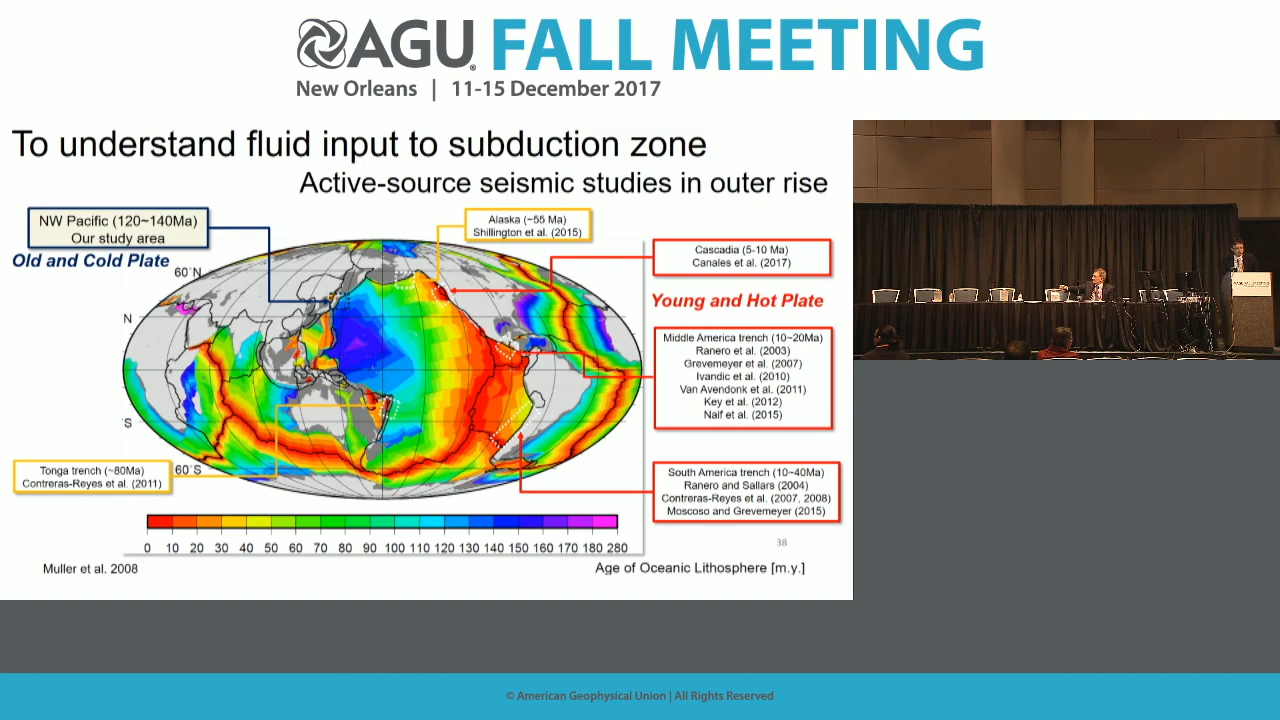 AGU FALL MEETING
New Orleans | 11-15 December 2017
To understand fluid input to subduction zone
Active-source seismic studies in outer rise
NW Pacific (120~140Ma)
Our study area
Old and Cold Plate
Alaska (~55 Ma)
Shillington et al. (2015)
Cascadia (5-10 Ma)
Canales et al. (2017)
Young and Hot Plate
60°N
N
S
60°S
Middle America trench (10~20Ma)
Ranero et al. (2003)
Grevemeyer et al. (2007)
Ivandic et al. (2010)
Van Avendonk et al. (2011)
Key et al. (2012)
Naif et al. (2015)
Tonga trench (~80Ma)
Contreras-Reyes et al. (2011)
South America trench (10~40Ma)
Ranero and Sallars (2004)
Contreras-Reyes et al. (2007, 2008)
Moscoso and Grevemeyer (2015)
0 10 20 30 40 50 60 70 80 90 100 110 120 130 140 150 160 170 180 280
38
Muller et al. 2008
Age of Oceanic Lithosphere [m.y.]
AGU FALL MEETING
© American Geophysical Union | All Rights Reserved